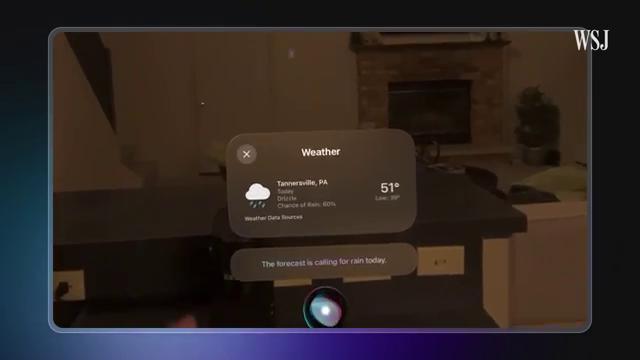 WSJ
Weather
Tannersville, PA
Today
Drizzle
Chance of Rain: 60%
51°
Low: 39°
Weather Data Sources
The forecast is calling for rain today.